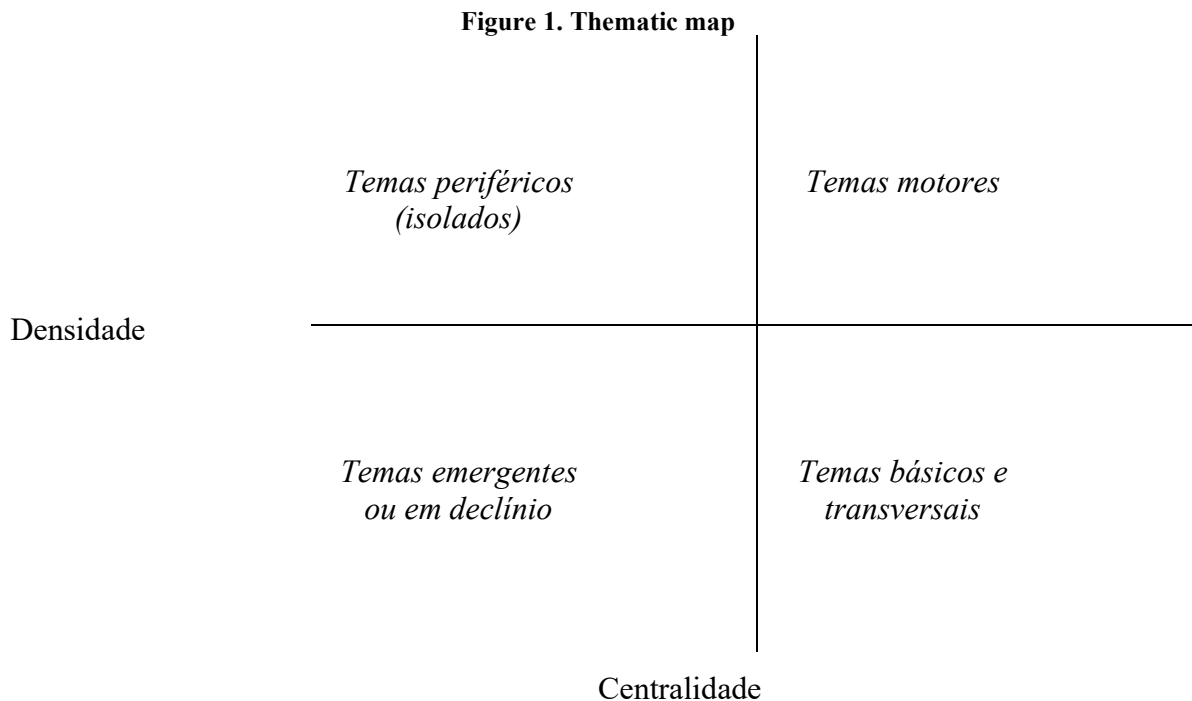 Figure 1. Thematic map
Temas periféricos
(isolados)
Temas motores
Densidade
Temas emergentes
ou em declínio
Temas básicos e
transversais
Centralidade